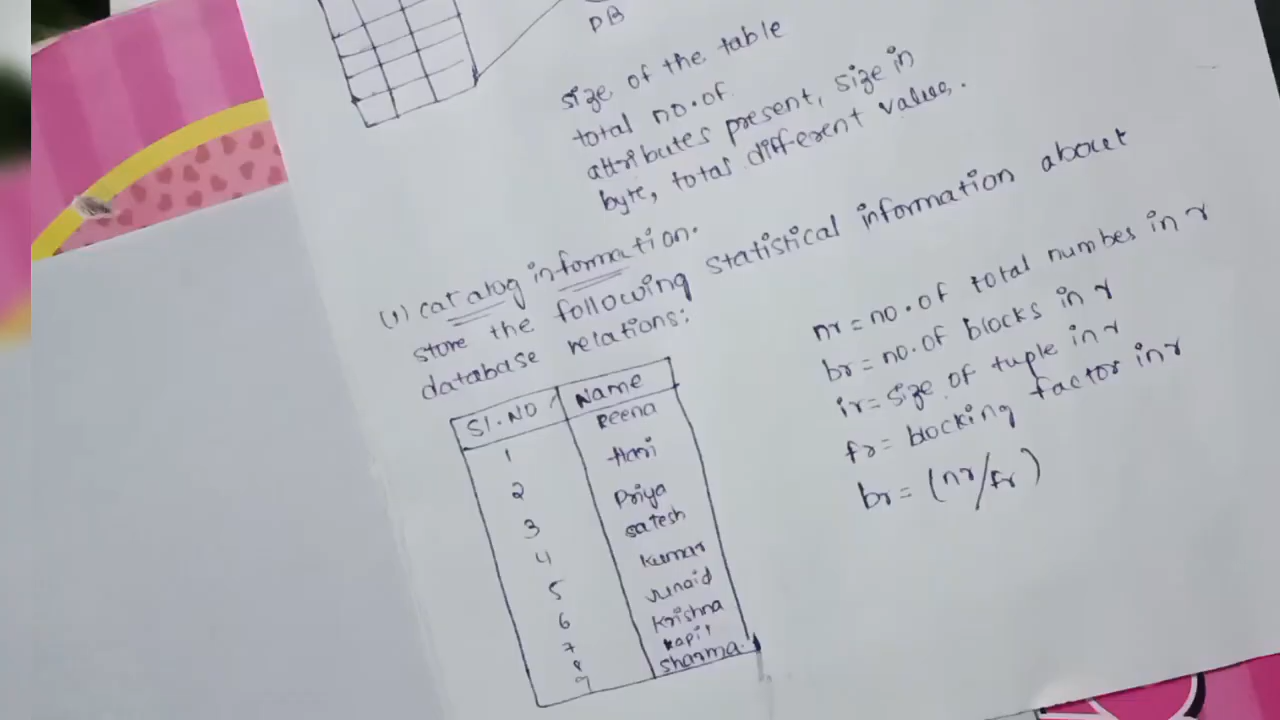 DB
size of the table
total no.of
attributes present, size in
byte, total different values.
(1) catalog information.
store the following statistical information about
database relations:
Sl.NO Name
1 Reena
2 Hari
3 Priya
4 satesh
5 kumar
6 Junaid
7 Krishna
8 kapil
9 sharma
nr = no.of total numbes in r
br = no.of blocks in r
ir = size of tuple in r
fr = blocking factor in r
br = (nr/fr)